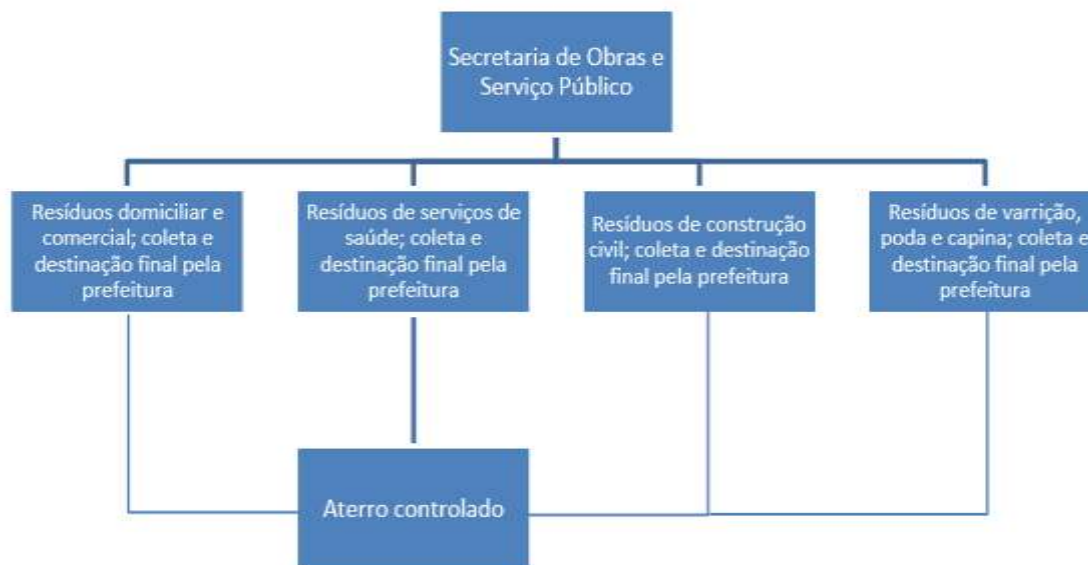 Secretaria de Obras e
Serviço Público
Resíduos domiciliar e
comercial; coleta e
destinação final pela
prefeitura
Resíduos de serviços de
saúde; coleta e
destinação final pela
prefeitura
Resíduos de construção
civil; coleta e destinação
final pela prefeitura
Resíduos de varrição,
poda e capina; coleta e
destinação final pela
prefeitura
Aterro controlado